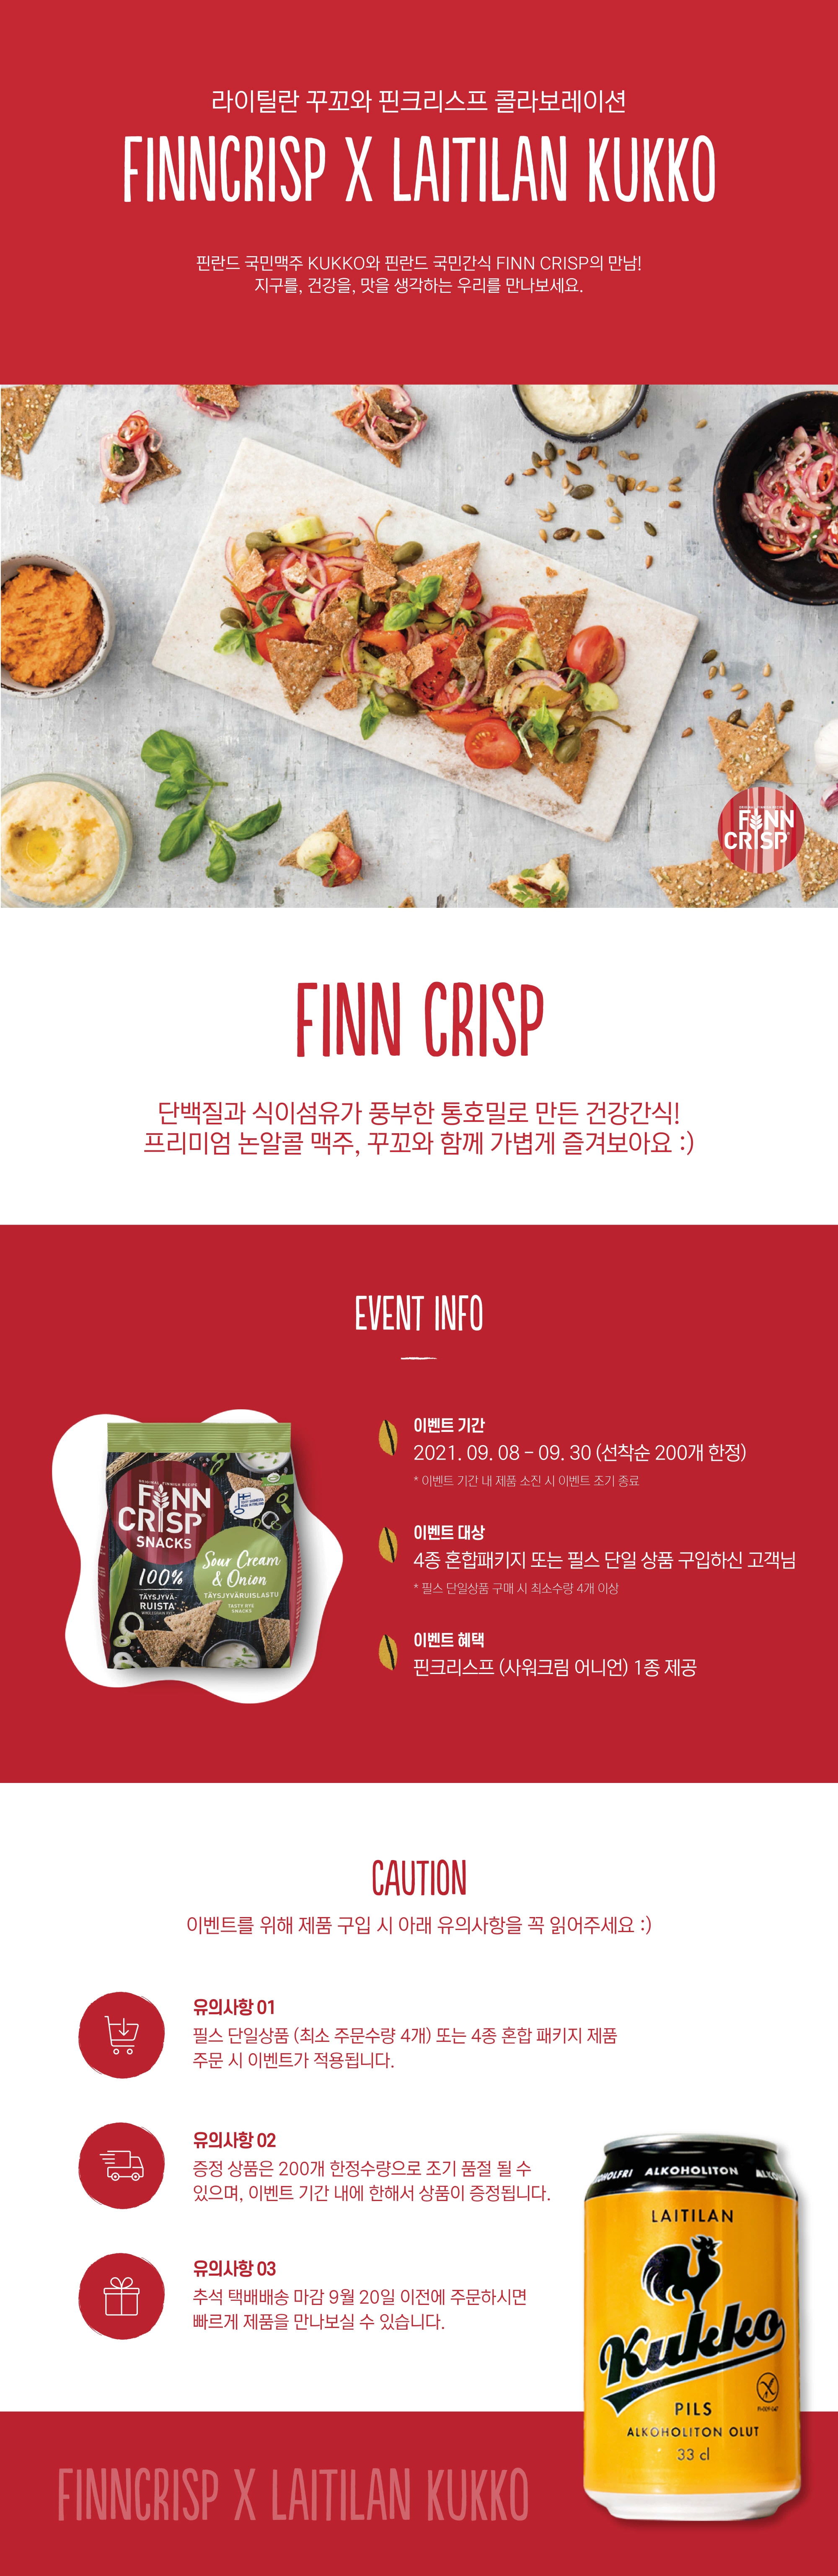 라이틸란 꾸꼬와 핀크리스프 콜라보레이션
FINNCRISP X LAITILAN KUKKO
핀란드 국민맥주 KUKKO와 핀란드 국민간식 FINN CRISP의 만남!
지구를, 건강을, 맛을 생각하는 우리를 만나보세요.
ORIGINAL FINNISH RECIPE
FINN
CRISP
FINN CRISP
단백질과 식이섬유가 풍부한 통호밀로 만든 건강간식!
프리미엄 논알콜 맥주, 꾸꼬와 함께 가볍게 즐겨보아요 :)
EVENT INFO
ORIGINAL FINNISH RECIPE
FINN
CRISP
SNACKS
100%
TÄYSJYVÄ-
RUISTA
WHOLEGRAIN RYE
Sour Cream
& Onion
TÄYSJYVÄRUISLASTU
TASTY RYE
SNACKS
이벤트 기간
2021. 09. 08 - 09. 30 (선착순 200개 한정)
* 이벤트 기간 내 제품 소진 시 이벤트 조기 종료
이벤트 대상
4종 혼합패키지 또는 필스 단일 상품 구입하신 고객님
* 필스 단일상품 구매 시 최소수량 4개 이상
이벤트 혜택
핀크리스프 (사워크림 어니언) 1종 제공
CAUTION
이벤트를 위해 제품 구입 시 아래 유의사항을 꼭 읽어주세요 :)
유의사항 01
필스 단일상품 (최소 주문수량 4개) 또는 4종 혼합 패키지 제품
주문 시 이벤트가 적용됩니다.
유의사항 02
증정 상품은 200개 한정수량으로 조기 품절 될 수
있으며, 이벤트 기간 내에 한해서 상품이 증정됩니다.
유의사항 03
추석 택배배송 마감 9월 20일 이전에 주문하시면
빠르게 제품을 만나보실 수 있습니다.
ALKOHOLITON
LAITILAN
Kukko
PILS
ALKOHOLITON OLUT
33 cl
FINNCRISP X LAITILAN KUKKO